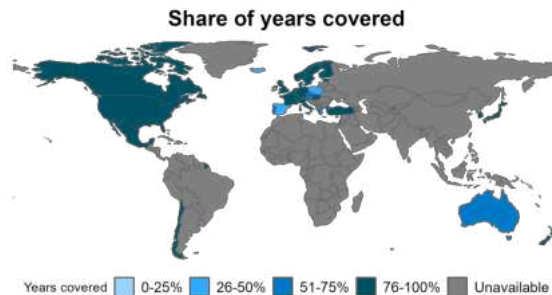 Share of years covered
Years covered 0-25% 26-50% 51-75% 76-100% Unavailable